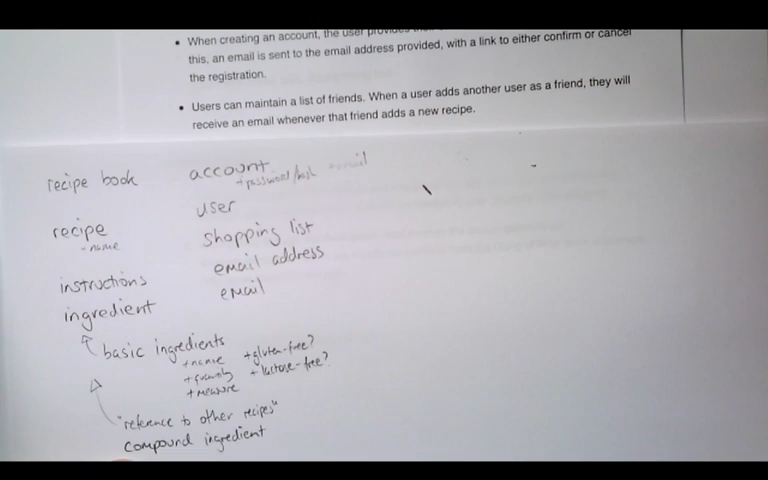 • When creating an account, the user provides
this, an email is sent to the email address provided, with a link to either confirm or cancel
the registration.
• Users can maintain a list of friends. When a user adds another user as a friend, they will
receive an email whenever that friend adds a new recipe.
recipe book
recipe
- name
instructions
ingredient
basic ingredients
+ name
+ quantity
+ measure
+ gluten-free?
+ lactose-free?
"reference to other recipes"
compound ingredient
account
+ password/hash
user
shopping list
email address
email